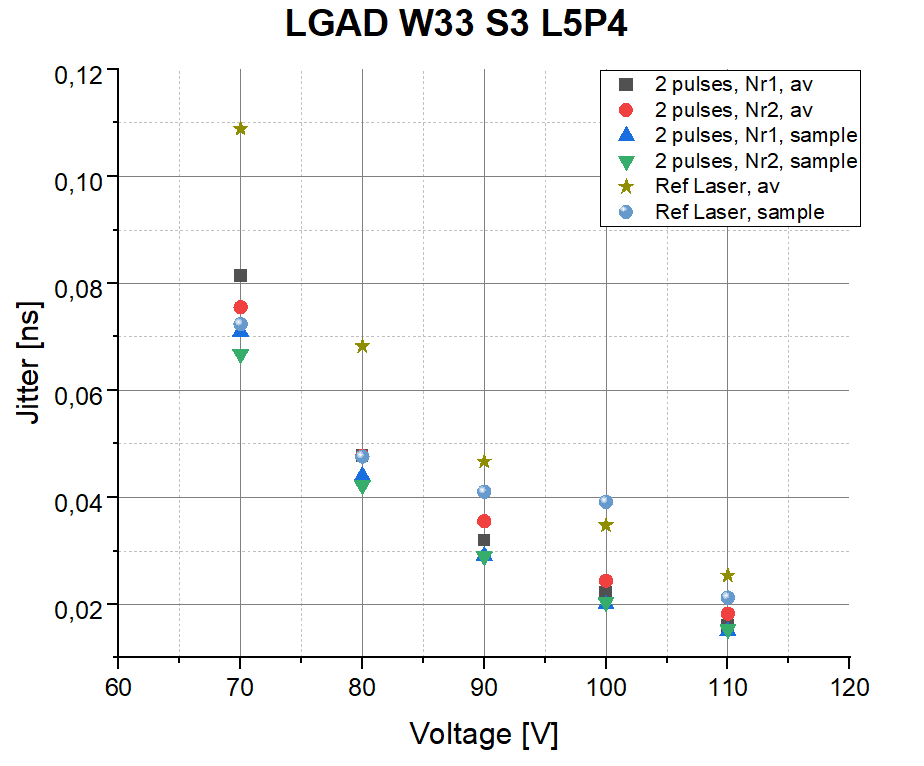 LGAD W33 S3 L5P4
2 pulses, Nr1, av
2 pulses, Nr2, av
2 pulses, Nr1, sample
2 pulses, Nr2, sample
Ref Laser, av
Ref Laser, sample
0,12
0,10
0,08
0,06
0,04
0,02
Jitter [ns]
60 70 80 90 100 110 120
Voltage [V]